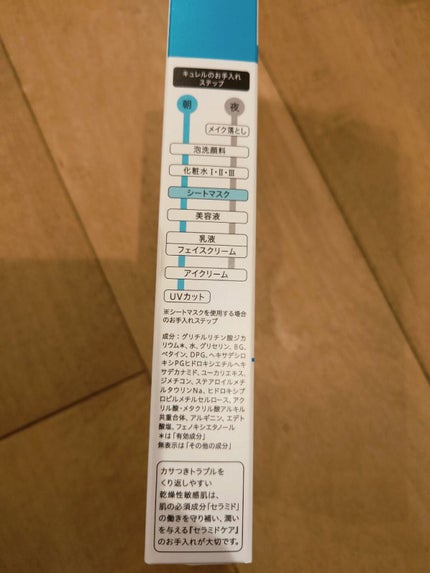 キュレルのお手入れ
ステップ
朝
夜
メイク落とし
泡洗顔料
化粧水Ⅰ・Ⅱ・Ⅲ
シートマスク
美容液
乳液
フェイスクリーム
アイクリーム
UVカット
※シートマスクを使用する場合
のお手入れステップ
成分：グリチルリチン酸ジカ
リウム＊、水、グリセリン、BG、
ベタイン、DPG、ヘキサデシロ
キシPGヒドロキシエチルヘキ
サデカナミド、ユーカリエキス、
ジメチコン、ステアロイルメチ
ルタウリンNa、ヒドロキシプ
ロピルメチルセルロース、アク
リル酸・メタクリル酸アルキル
共重合体、アルギニン、エデト
酸塩、フェノキシエタノール
＊は「有効成分」
無表示は「その他の成分」
カサつきトラブルを
くり返しやすい
乾燥性敏感肌は、
肌の必須成分「セラミド」
の働きを守り補い、潤い
を与える『セラミドケア』
のお手入れが大切です。